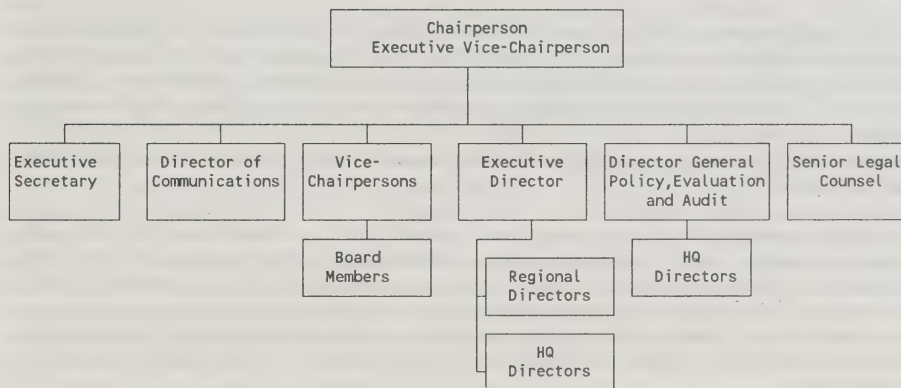 Chairperson
Executive Vice-Chairperson
Executive
Secretary
Director of
Communications
Vice-
Chairpersons
Executive
Director
Director General
Policy,Evaluation
and Audit
Senior Legal
Counsel
Board
Members
Regional
Directors
HQ
Directors
HQ
Directors